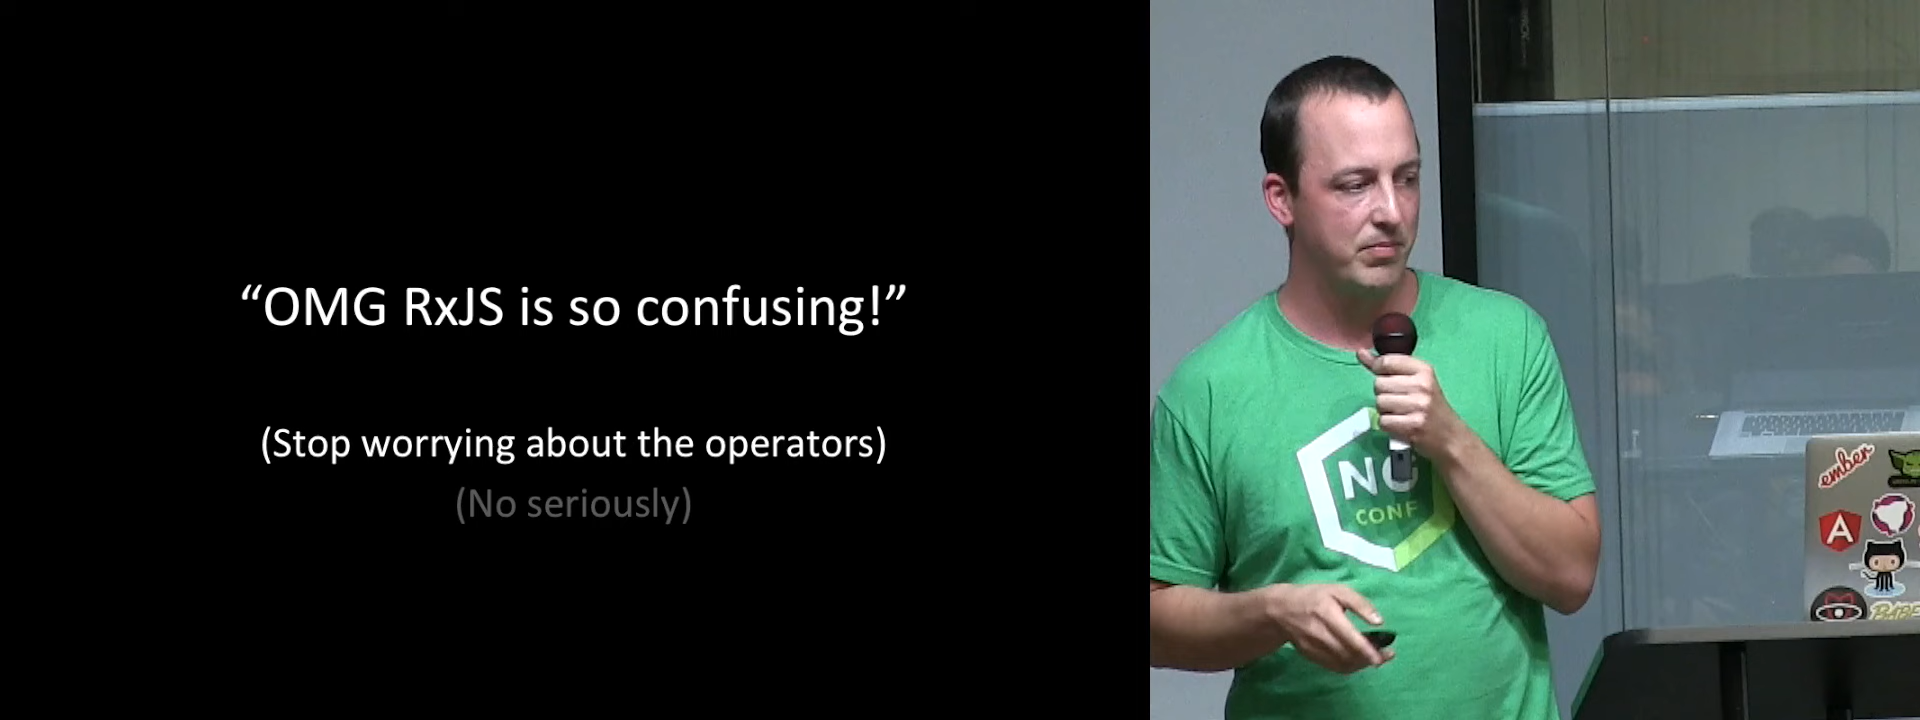 “OMG RxJS is so confusing!”
(Stop worrying about the operators)
(No seriously)
NG
CONF
ember
A